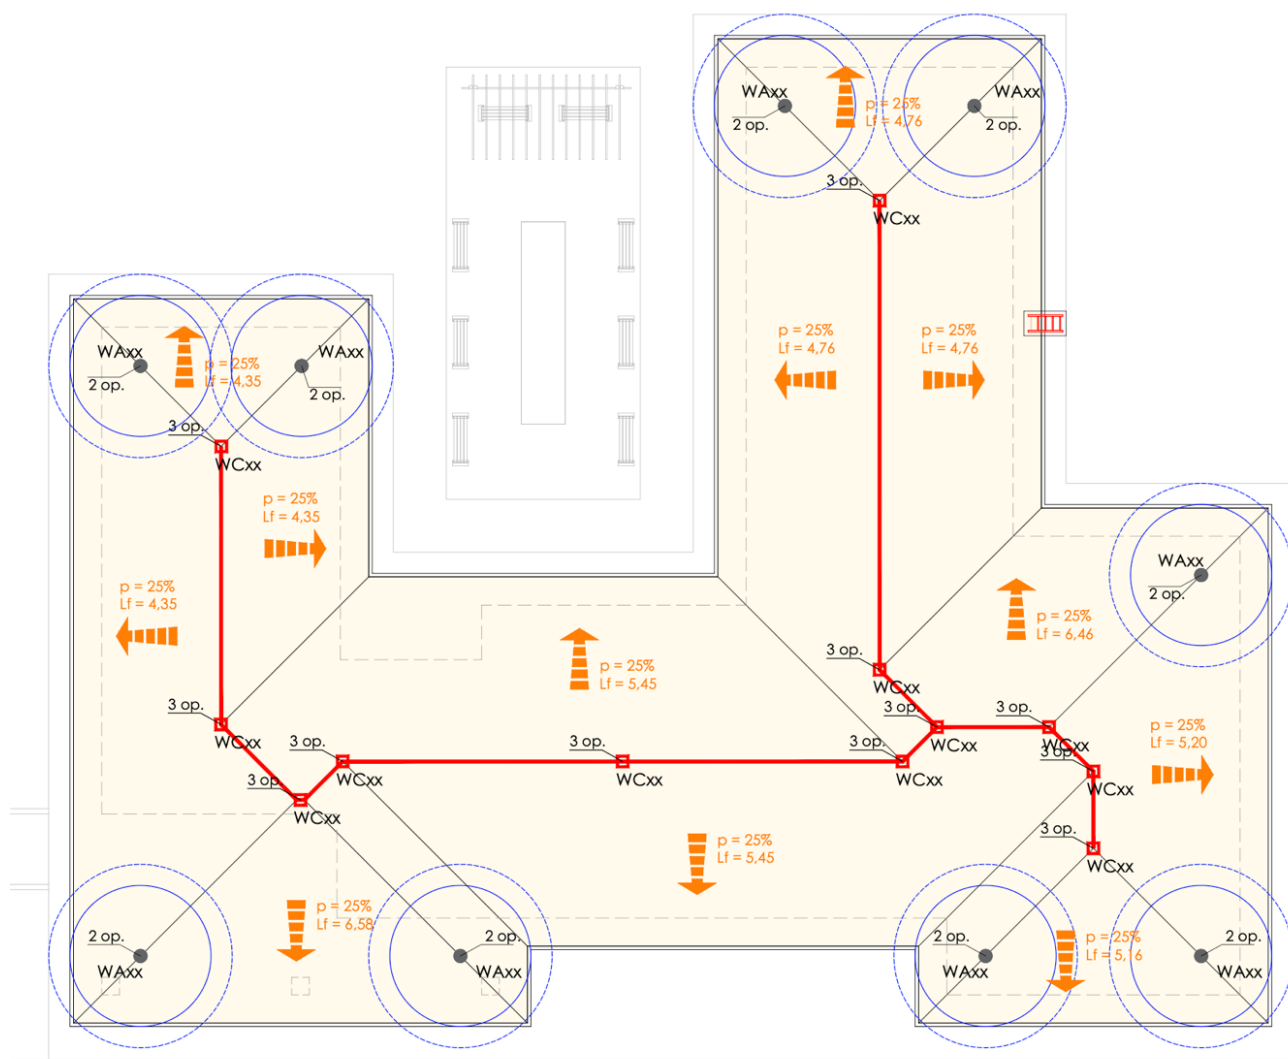 WAxx
2 op.
p = 25%
Lf = 4,76
2 op.
WAxx
3 op.
WCxx
p = 25%
Lf = 4,76
p = 25%
Lf = 4,76
WAxx
2 op.
p = 25%
Lf = 4,35
WAxx
2 op.
3 op.
WCxx
p = 25%
Lf = 4,35
p = 25%
Lf = 4,35
WAxx
2 op.
p = 25%
Lf = 6,46
p = 25%
Lf = 5,45
3 op.
WCxx
3 op.
WCxx
3 op.
WCxx
3 op.
WCxx
3 op.
WCxx
3 op.
3 op.
WCxx
3 op.
WCxx
p = 25%
Lf = 5,20
3 op.
WCxx
3 op.
WCxx
3 op.
WCxx
p = 25%
Lf = 5,45
p = 25%
Lf = 6,58
2 op.
WAxx
2 op.
WAxx
2 op.
WAxx
p = 25%
Lf = 5,16
2 op.
WAxx